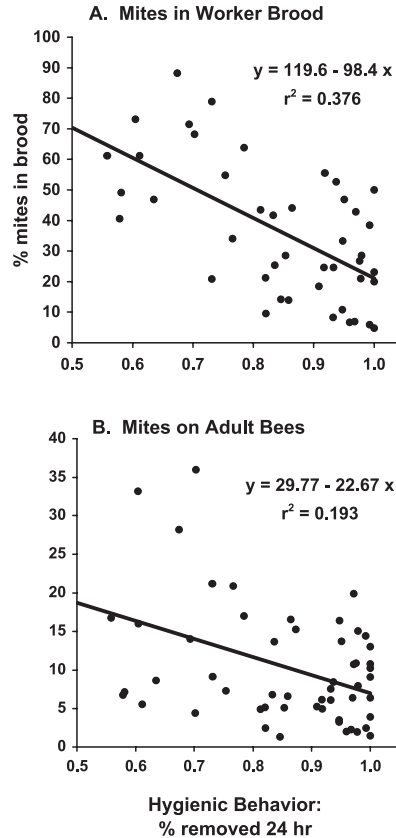 A. Mites in Worker Brood
y = 119.6 - 98.4 x
r² = 0.376
% mites in brood
100
90
80
70
60
50
40
30
20
10
0
0.5 0.6 0.7 0.8 0.9 1.0
B. Mites on Adult Bees
y = 29.77 - 22.67 x
r² = 0.193
40
35
30
25
20
15
10
5
0
0.5 0.6 0.7 0.8 0.9 1.0
Hygienic Behavior:
% removed 24 hr